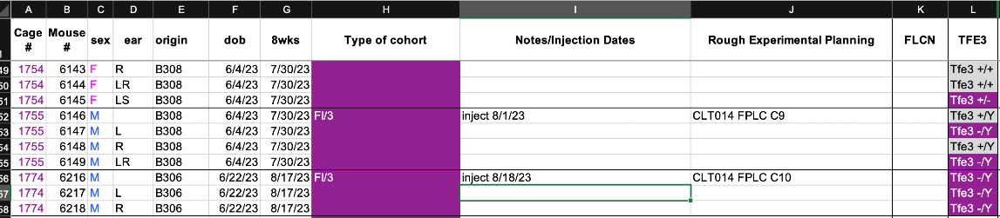 A B C D E F G H I J K L
Cage # Mouse # sex ear origin dob 8wks Type of cohort Notes/Injection Dates Rough Experimental Planning FLCN TFE3
49 1754 6143 F R B308 6/4/23 7/30/23 Tfe3 +/+
50 1754 6144 F LR B308 6/4/23 7/30/23 Tfe3 +/+
51 1754 6145 F LS B308 6/4/23 7/30/23 Tfe3 +/-
52 1755 6146 M B308 6/4/23 7/30/23 Fl/3 inject 8/1/23 CLT014 FPLC C9 Tfe3 +/Y
53 1755 6147 M L B308 6/4/23 7/30/23 Tfe3 -/Y
54 1755 6148 M R B308 6/4/23 7/30/23 Tfe3 +/Y
55 1755 6149 M LR B308 6/4/23 7/30/23 Tfe3 -/Y
56 1774 6216 M B306 6/22/23 8/17/23 Fl/3 inject 8/18/23 CLT014 FPLC C10 Tfe3 -/Y
57 1774 6217 M L B306 6/22/23 8/17/23 Tfe3 -/Y
58 1774 6218 M R B306 6/22/23 8/17/23 Tfe3 -/Y